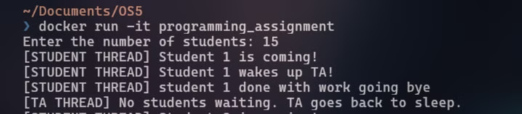 ~/Documents/OS5
❯ docker run -it programming_assignment
Enter the number of students: 15
[STUDENT THREAD] Student 1 is coming!
[STUDENT THREAD] Student 1 wakes up TA!
[STUDENT THREAD] student 1 done with work going bye
[TA THREAD] No students waiting. TA goes back to sleep.